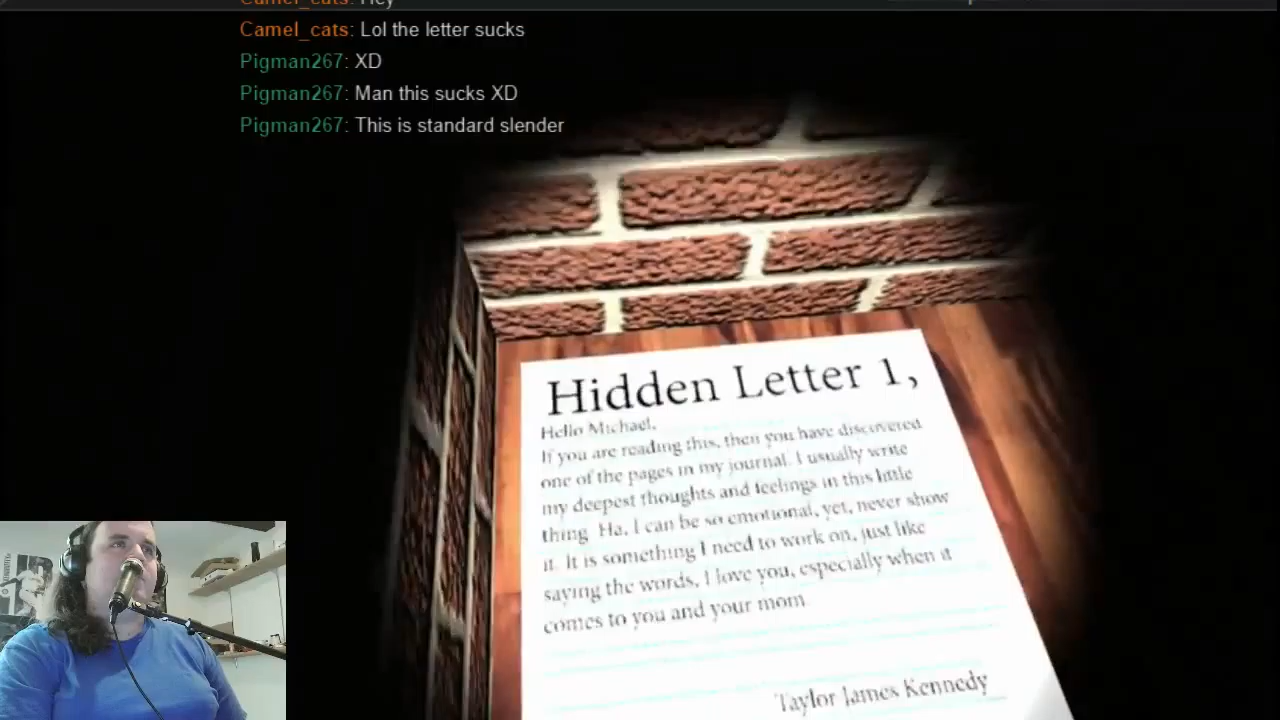 Camel_cats: Hey
Camel_cats: Lol the letter sucks
Pigman267: XD
Pigman267: Man this sucks XD
Pigman267: This is standard slender
Hidden Letter 1,
Hello Michael,
If you are reading this, then you have discovered
one of the pages in my journal. I usually write
my deepest thoughts and feelings in this little
thing. Ha, I can be so emotional, yet, never show
it. It is something I need to work on, just like
saying the words, I love you, especially when it
comes to you and your mom
Taylor James Kennedy